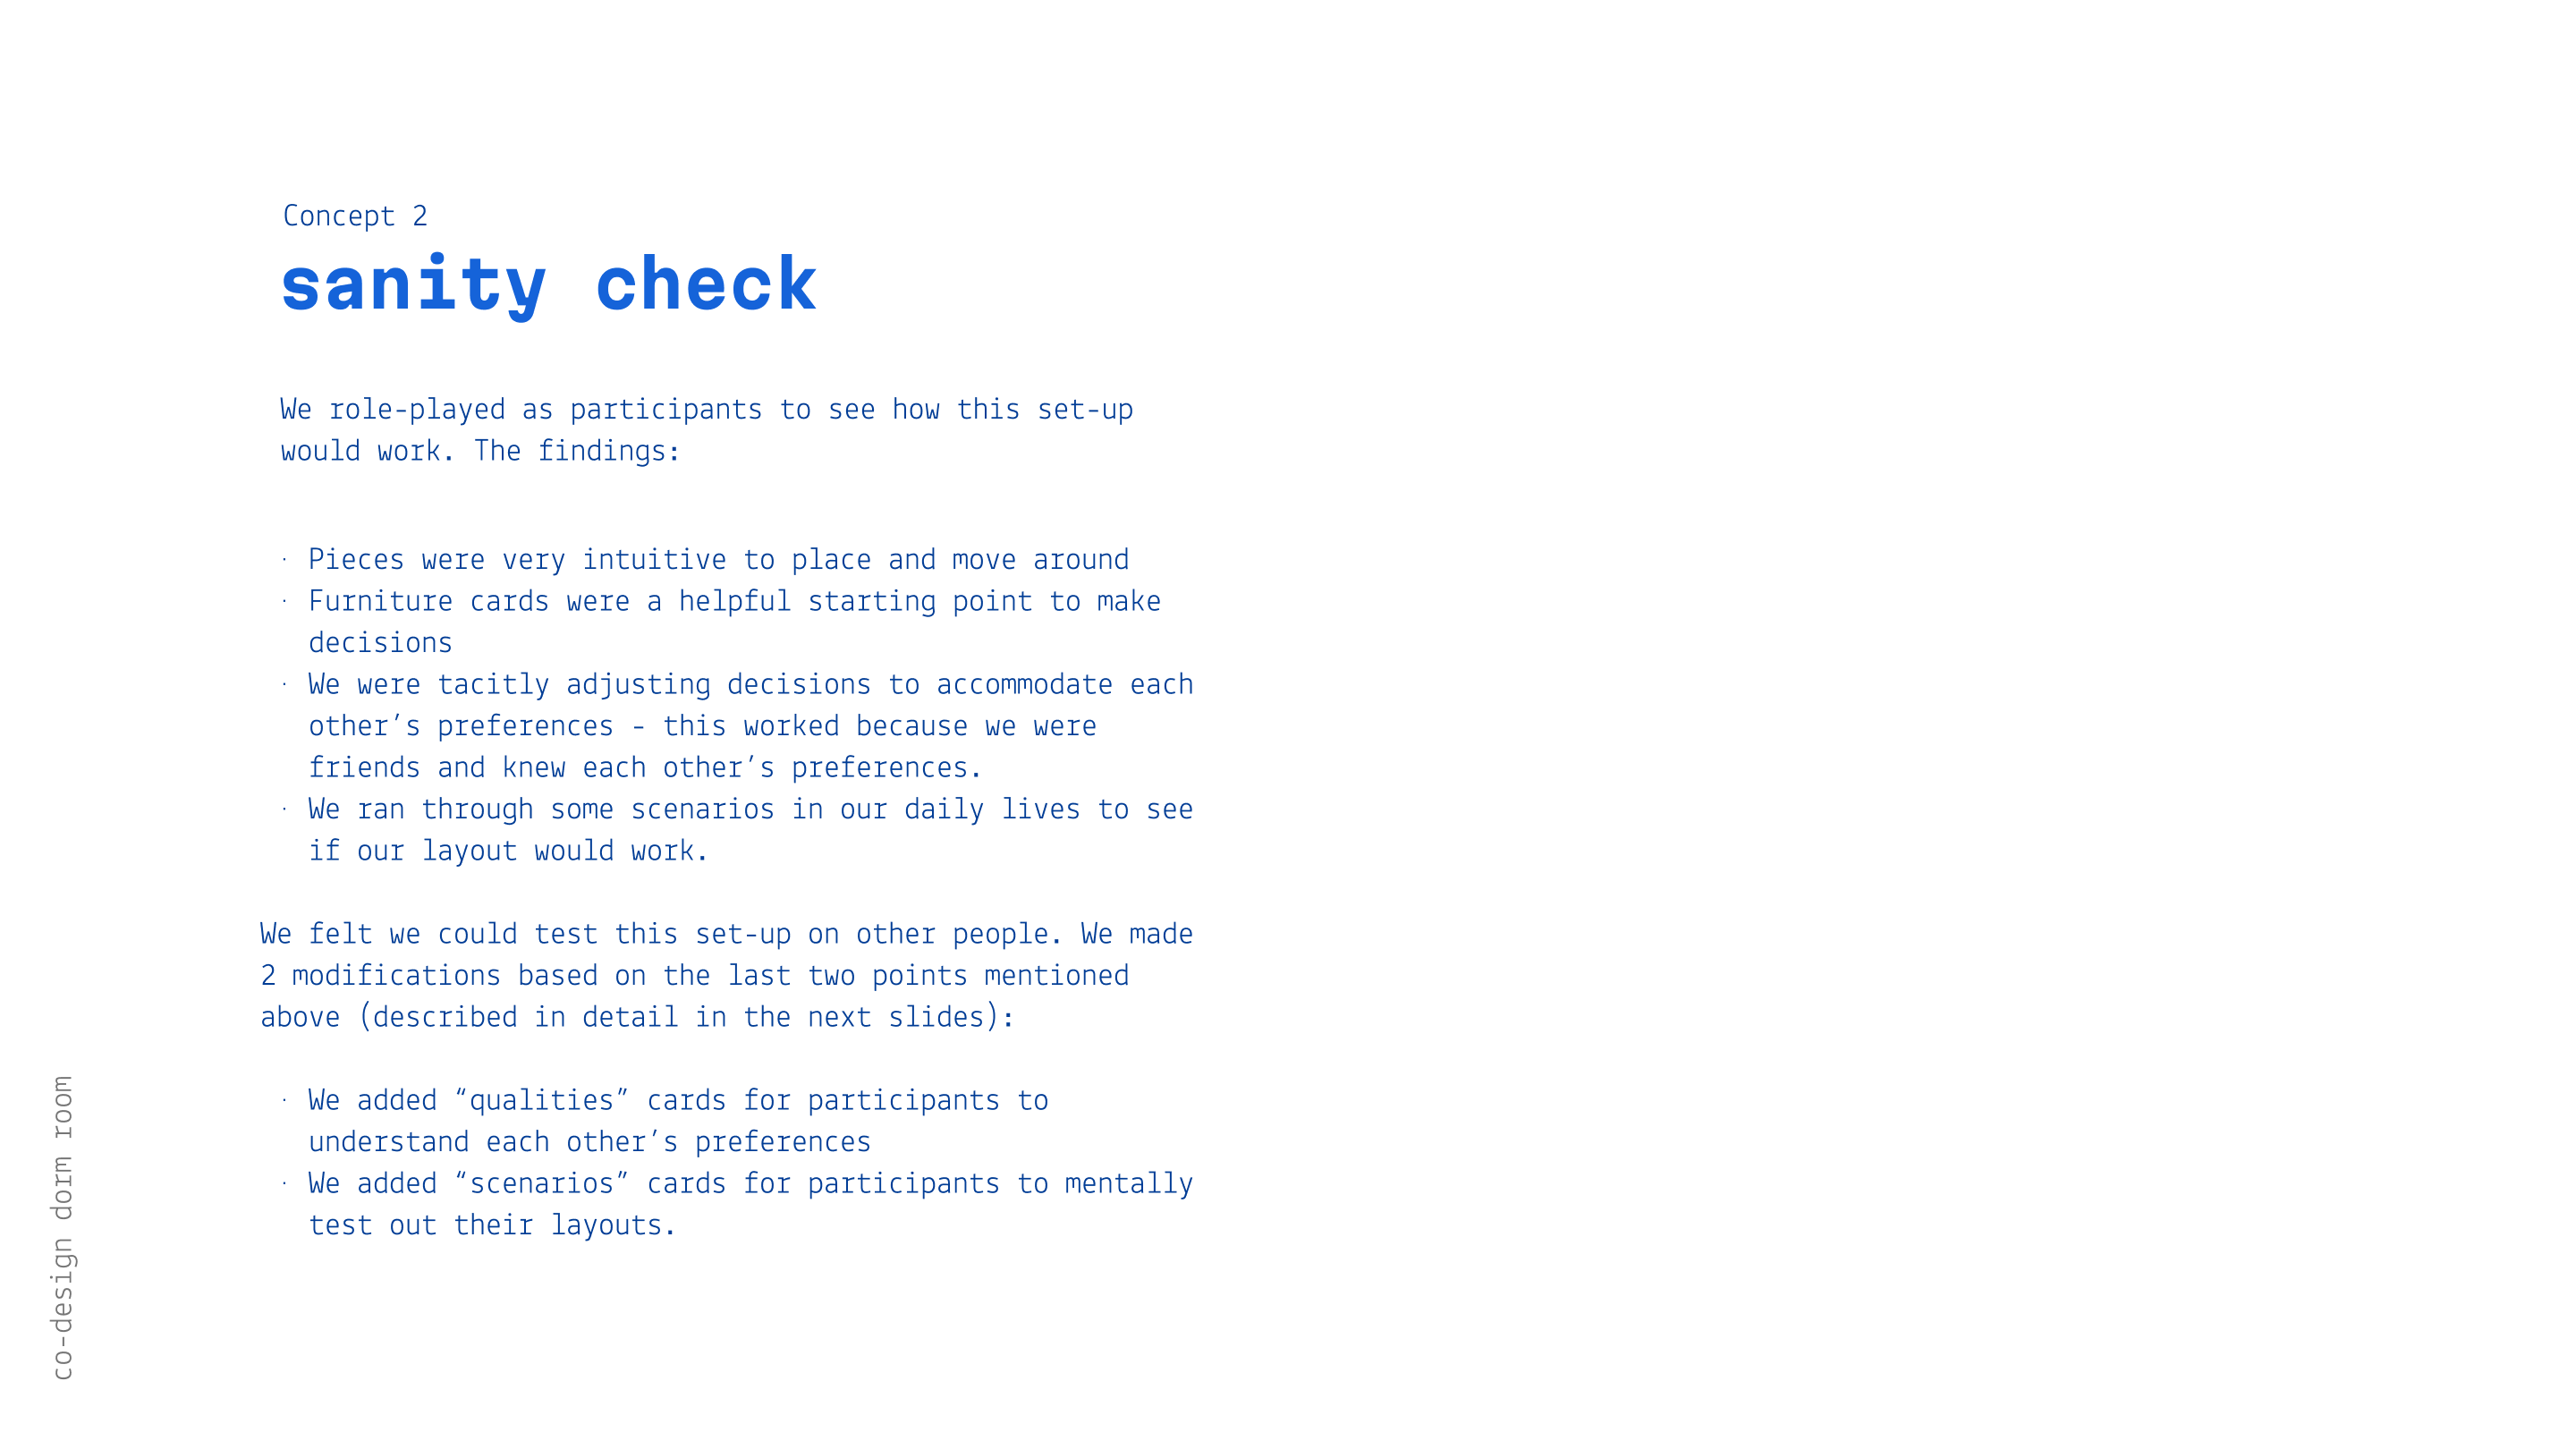 Concept 2
sanity check
We role-played as participants to see how this set-up
would work. The findings:
· Pieces were very intuitive to place and move around
· Furniture cards were a helpful starting point to make
decisions
· We were tacitly adjusting decisions to accommodate each
other’s preferences - this worked because we were
friends and knew each other’s preferences.
· We ran through some scenarios in our daily lives to see
if our layout would work.
We felt we could test this set-up on other people. We made
2 modifications based on the last two points mentioned
above (described in detail in the next slides):
· We added “qualities” cards for participants to
understand each other’s preferences
· We added “scenarios” cards for participants to mentally
test out their layouts.
co-design dorm room